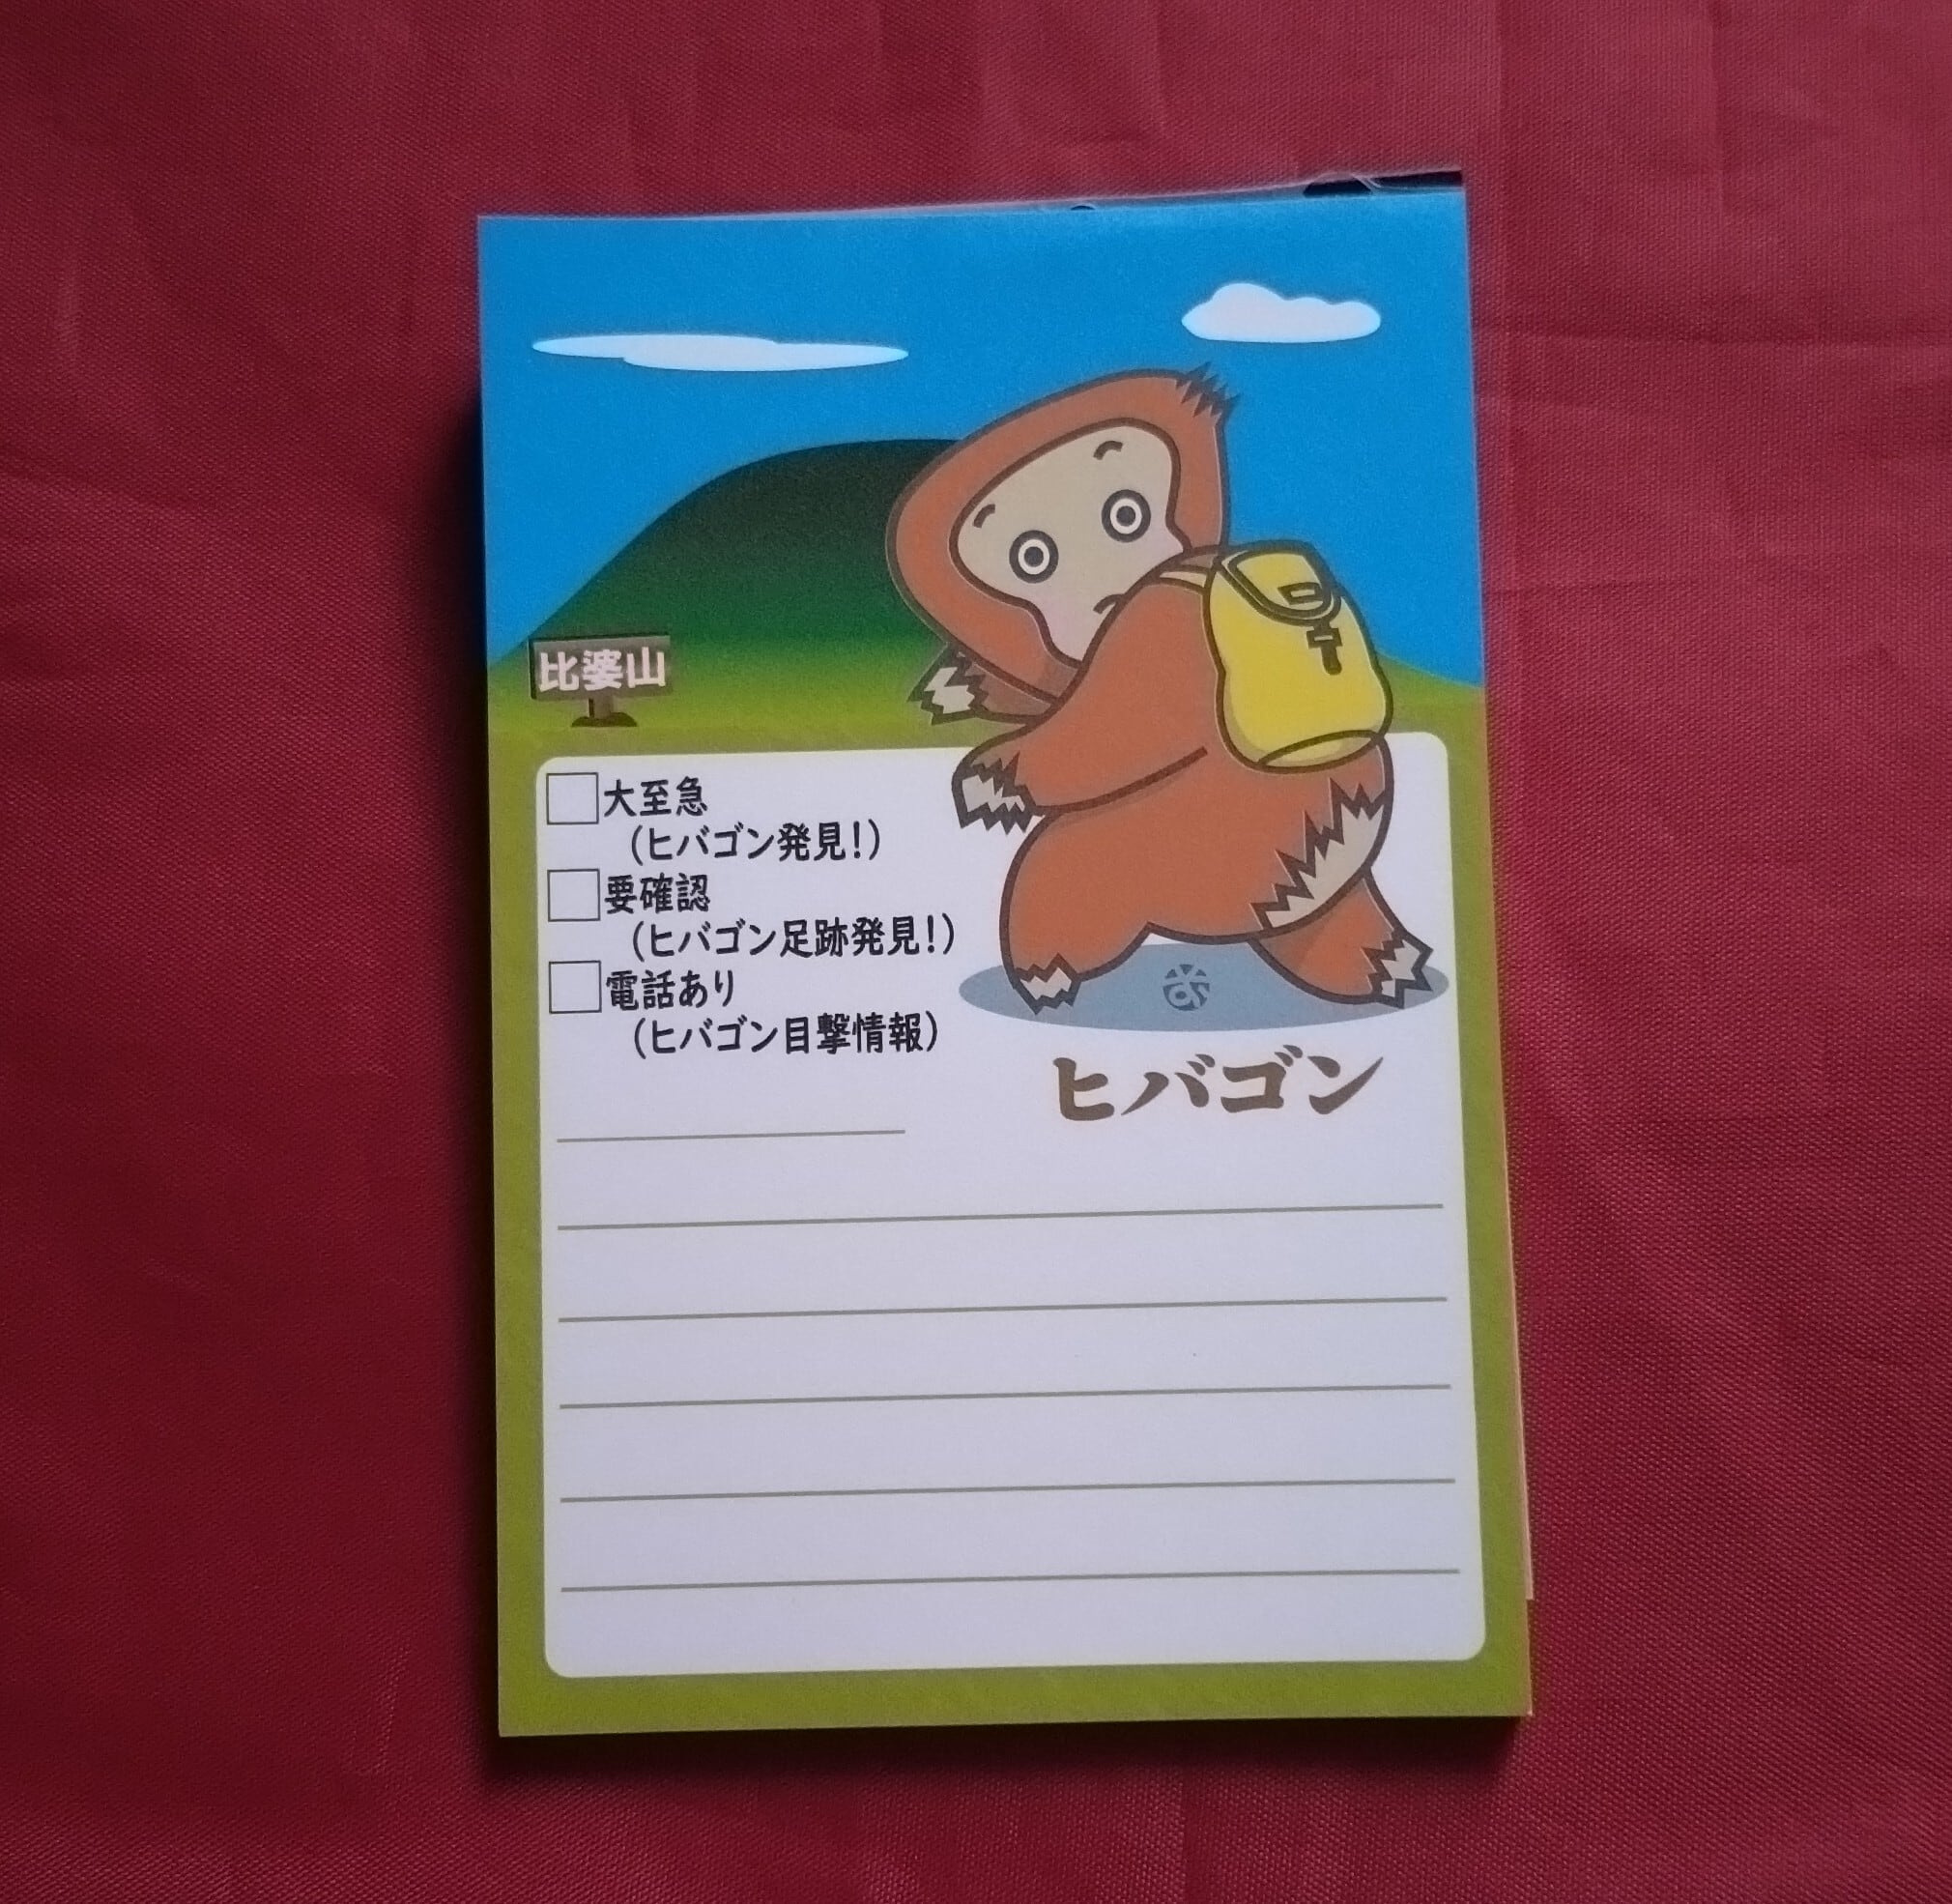 比婆山
大至急
(ヒバゴン発見!)
要確認
(ヒバゴン足跡発見!)
電話あり
(ヒバゴン目撃情報)
ヒバゴン